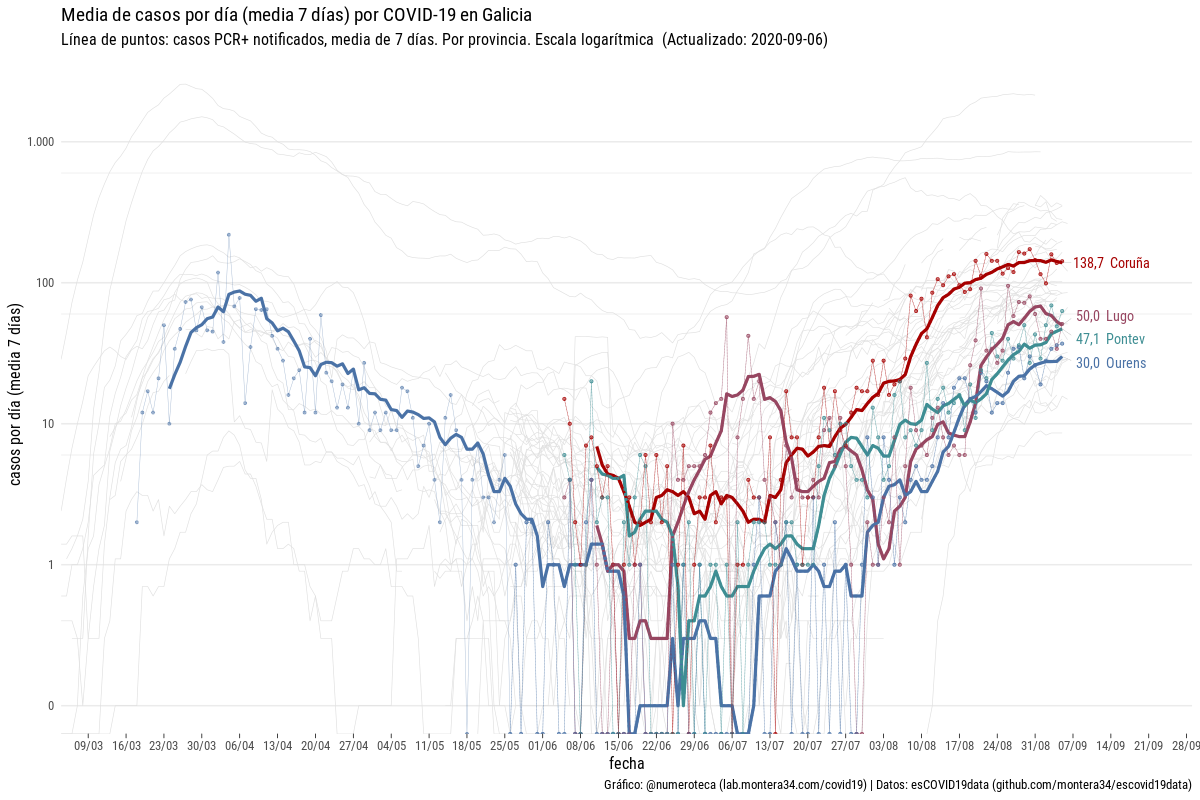 Media de casos por día (media 7 días) por COVID-19 en Galicia
Línea de puntos: casos PCR+ notificados, media de 7 días. Por provincia. Escala logarítmica (Actualizado: 2020-09-06)
casos por día (media 7 días)
1.000
100
10
1
0
138,7 Coruña
50,0 Lugo
47,1 Pontev
30,0 Ourens
09/03 16/03 23/03 30/03 06/04 13/04 20/04 27/04 04/05 11/05 18/05 25/05 01/06 08/06 15/06 22/06 29/06 06/07 13/07 20/07 27/07 03/08 10/08 17/08 24/08 31/08 07/09 14/09 21/09 28/09
fecha
Gráfico: @numeroteca (lab.montera34.com/covid19) | Datos: esCOVID19data (github.com/montera34/escovid19data)